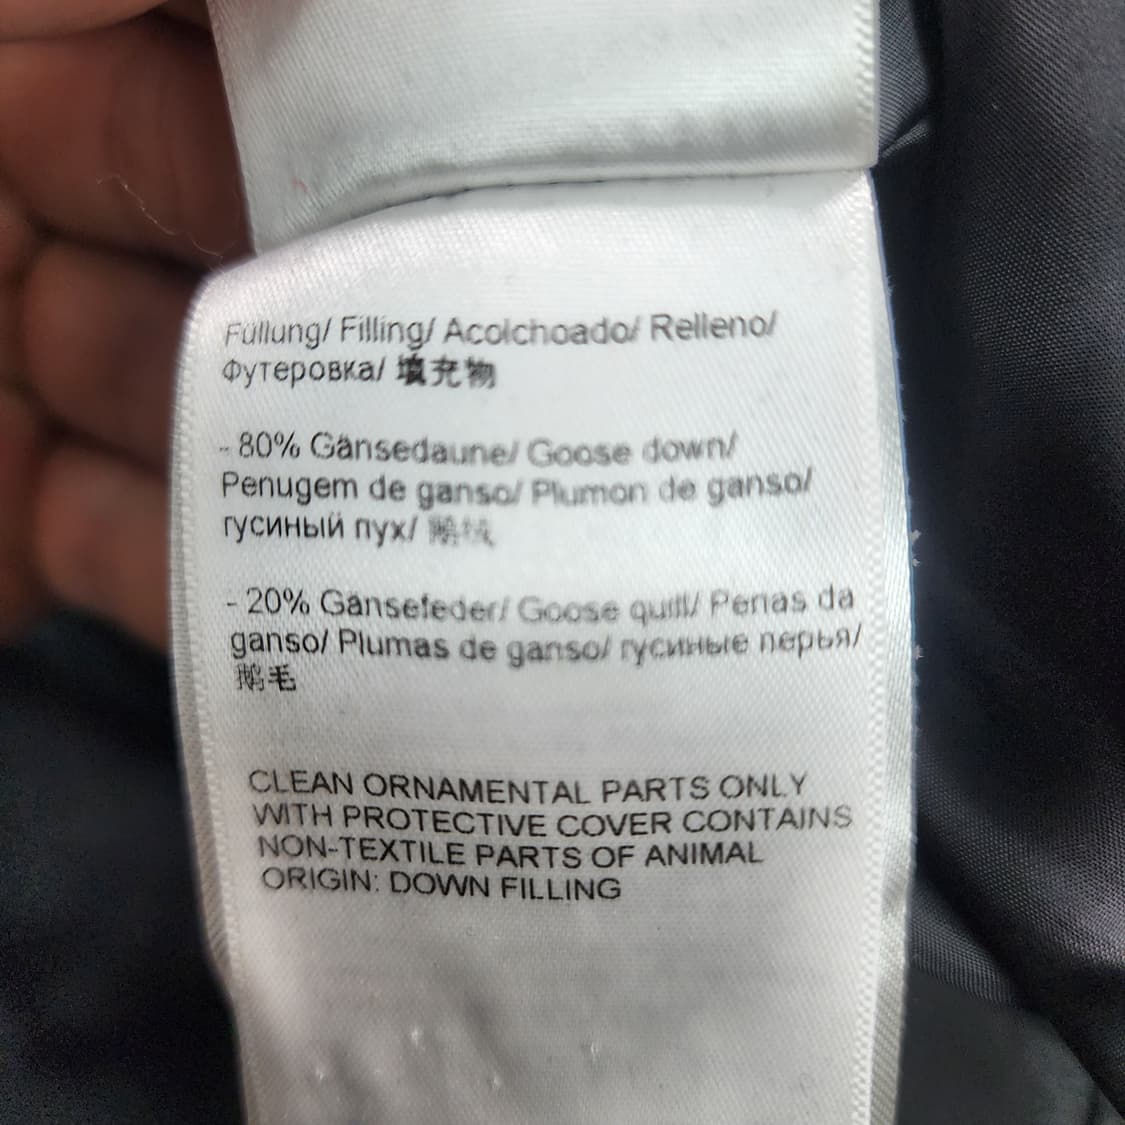 Füllung/ Filling/ Acolchoado/ Relleno/
Футеровка/ 填充物
- 80% Gänsedaune/ Goose down/
Penugem de ganso/ Plumon de ganso/
гусиный пух/ 鹅绒
- 20% Gänsefeder/ Goose quill/ Penas da
ganso/ Plumas de ganso/ гусиные перья/
鹅毛
CLEAN ORNAMENTAL PARTS ONLY
WITH PROTECTIVE COVER CONTAINS
NON-TEXTILE PARTS OF ANIMAL
ORIGIN: DOWN FILLING